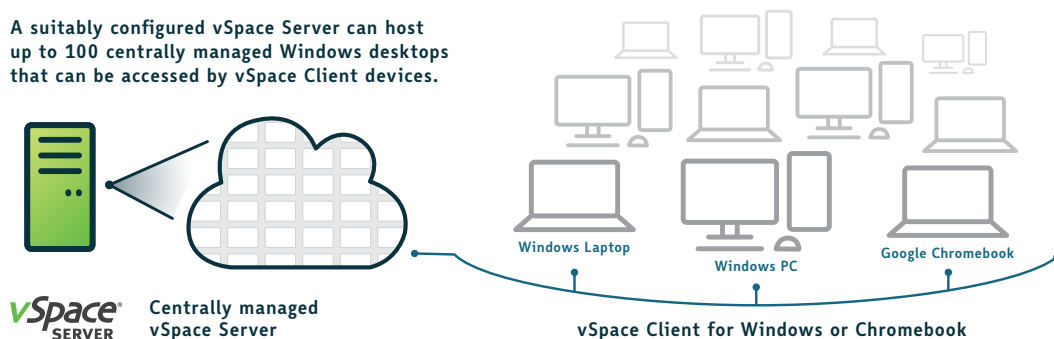 A suitably configured vSpace Server can host
up to 100 centrally managed Windows desktops
that can be accessed by vSpace Client devices.
Windows Laptop
Windows PC
Google Chromebook
vSpace®
SERVER
Centrally managed
vSpace Server
vSpace Client for Windows or Chromebook